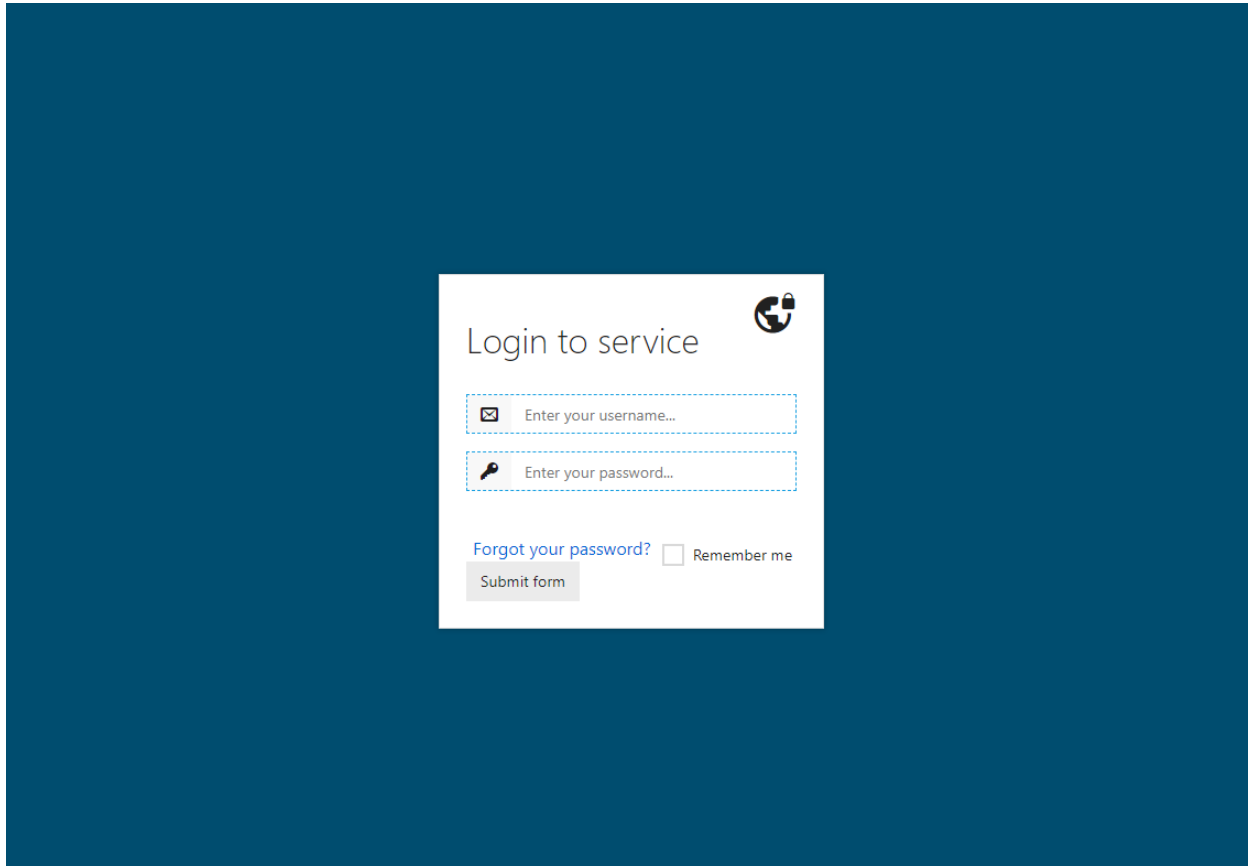 Login to service
Enter your username...
Enter your password...
Forgot your password? Remember me
Submit form